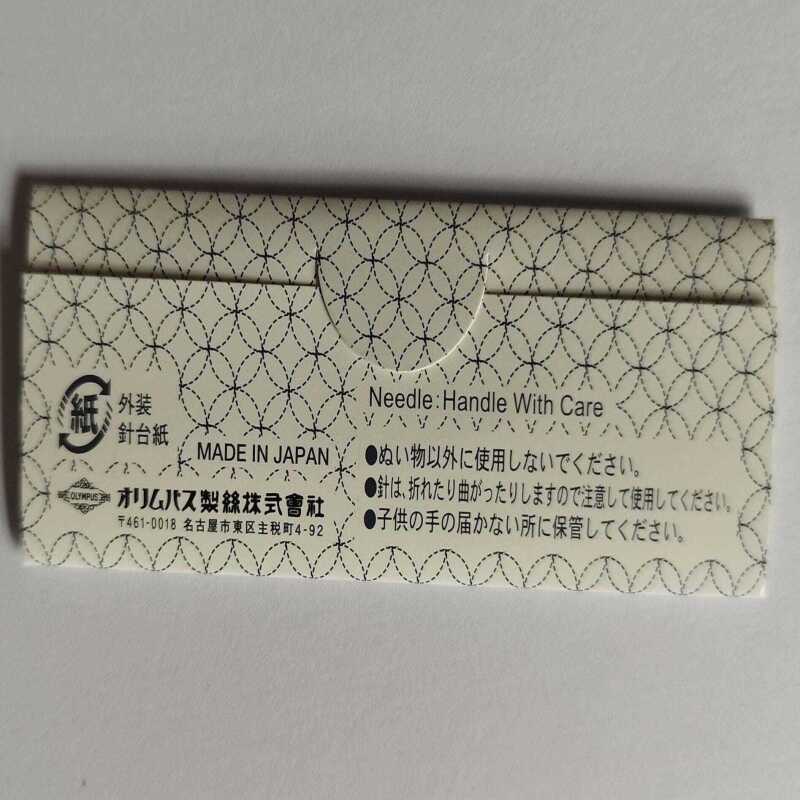 紙
外装
針台紙
MADE IN JAPAN
OLYMPUS
オリムパス製絲株式會社
〒461-0018 名古屋市東区主税町4-92
Needle:Handle With Care
●ぬい物以外に使用しないでください。
●針は、折れたり曲がったりしますので注意して使用してください。
●子供の手の届かない所に保管してください。